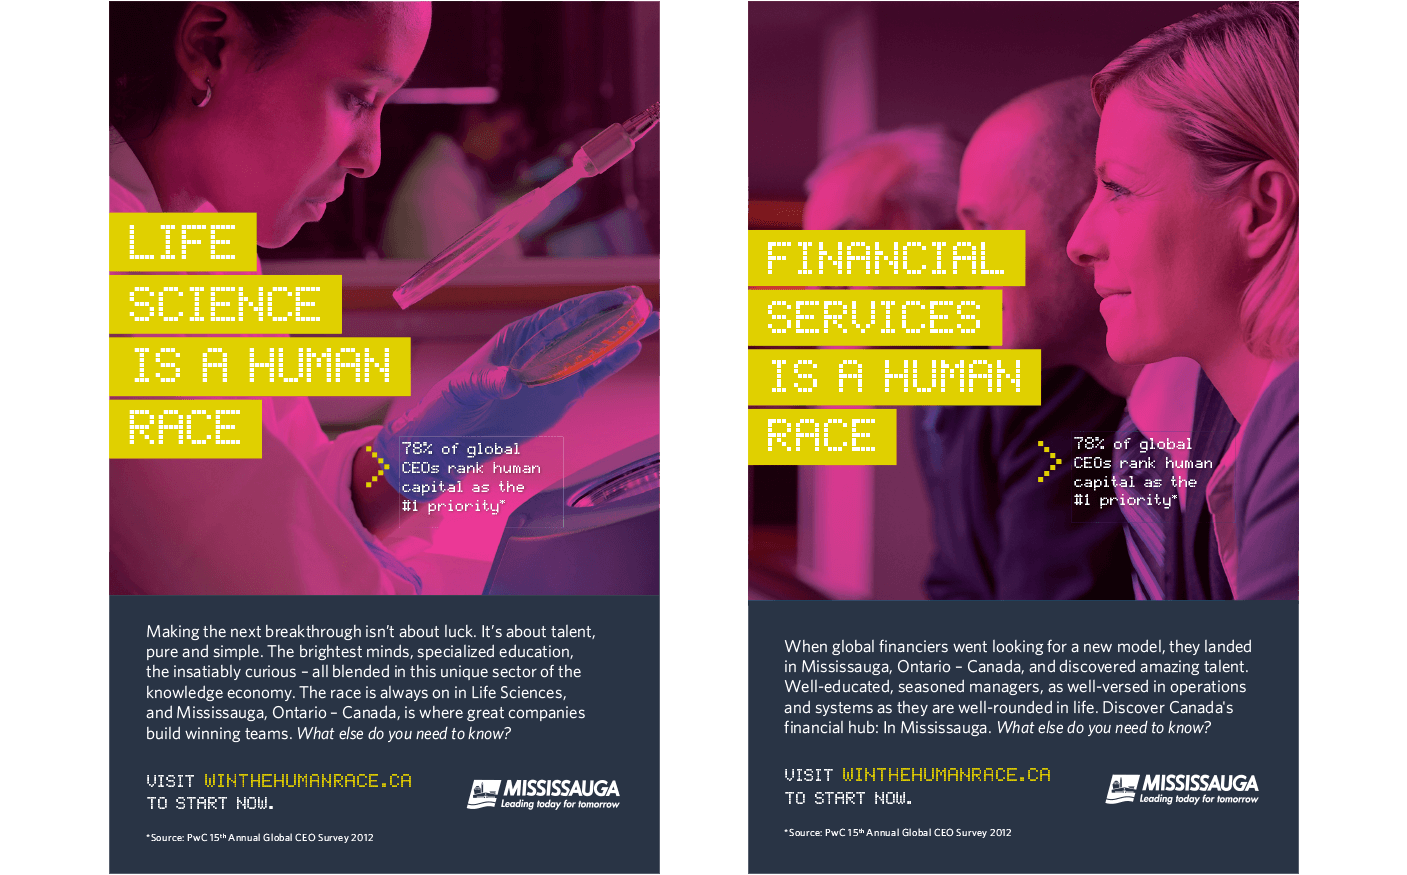 LIFE
SCIENCE
IS A HUMAN
RACE
78% of global
CEOs rank human
capital as the
#1 priority*
Making the next breakthrough isn’t about luck. It’s about talent,
pure and simple. The brightest minds, specialized education,
the insatiably curious – all blended in this unique sector of the
knowledge economy. The race is always on in Life Sciences,
and Mississauga, Ontario – Canada, is where great companies
build winning teams. What else do you need to know?
VISIT WINTHEHUMANRACE.CA
TO START NOW.
MISSISSAUGA
Leading today for tomorrow
*Source: PwC 15th Annual Global CEO Survey 2012
FINANCIAL
SERVICES
IS A HUMAN
RACE
78% of global
CEOs rank human
capital as the
#1 priority*
When global financiers went looking for a new model, they landed
in Mississauga, Ontario – Canada, and discovered amazing talent.
Well-educated, seasoned managers, as well-versed in operations
and systems as they are well-rounded in life. Discover Canada's
financial hub: In Mississauga. What else do you need to know?
VISIT WINTHEHUMANRACE.CA
TO START NOW.
MISSISSAUGA
Leading today for tomorrow
*Source: PwC 15th Annual Global CEO Survey 2012